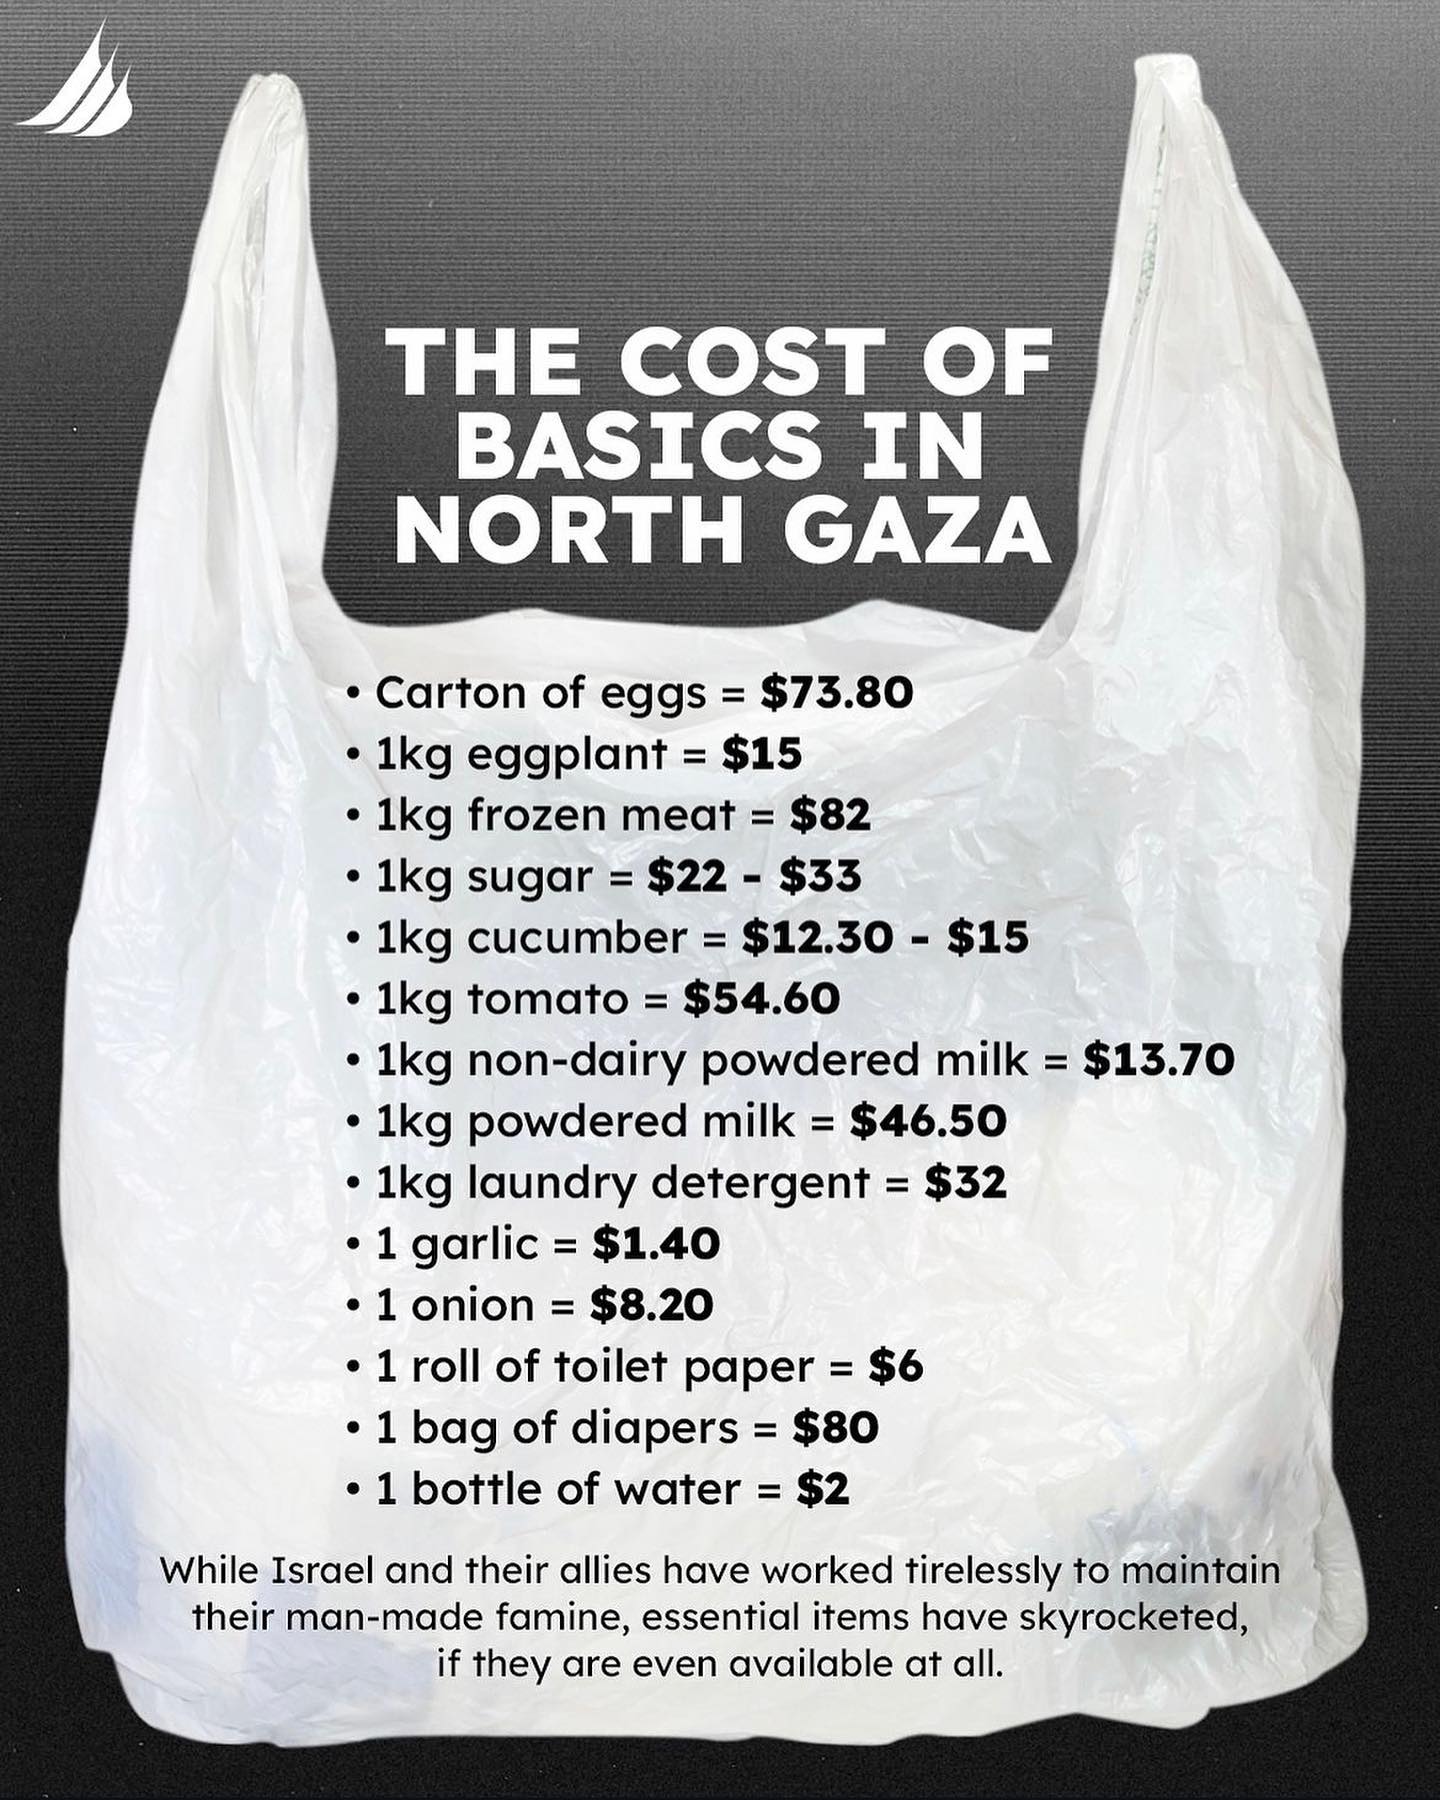 THE COST OF
BASICS IN
NORTH GAZA
• Carton of eggs = $73.80
• 1kg eggplant = $15
• 1kg frozen meat = $82
• 1kg sugar = $22 - $33
• 1kg cucumber = $12.30 - $15
• 1kg tomato = $54.60
• 1kg non-dairy powdered milk = $13.70
• 1kg powdered milk = $46.50
• 1kg laundry detergent = $32
• 1 garlic = $1.40
• 1 onion = $8.20
• 1 roll of toilet paper = $6
• 1 bag of diapers = $80
• 1 bottle of water = $2
While Israel and their allies have worked tirelessly to maintain
their man-made famine, essential items have skyrocketed,
if they are even available at all.